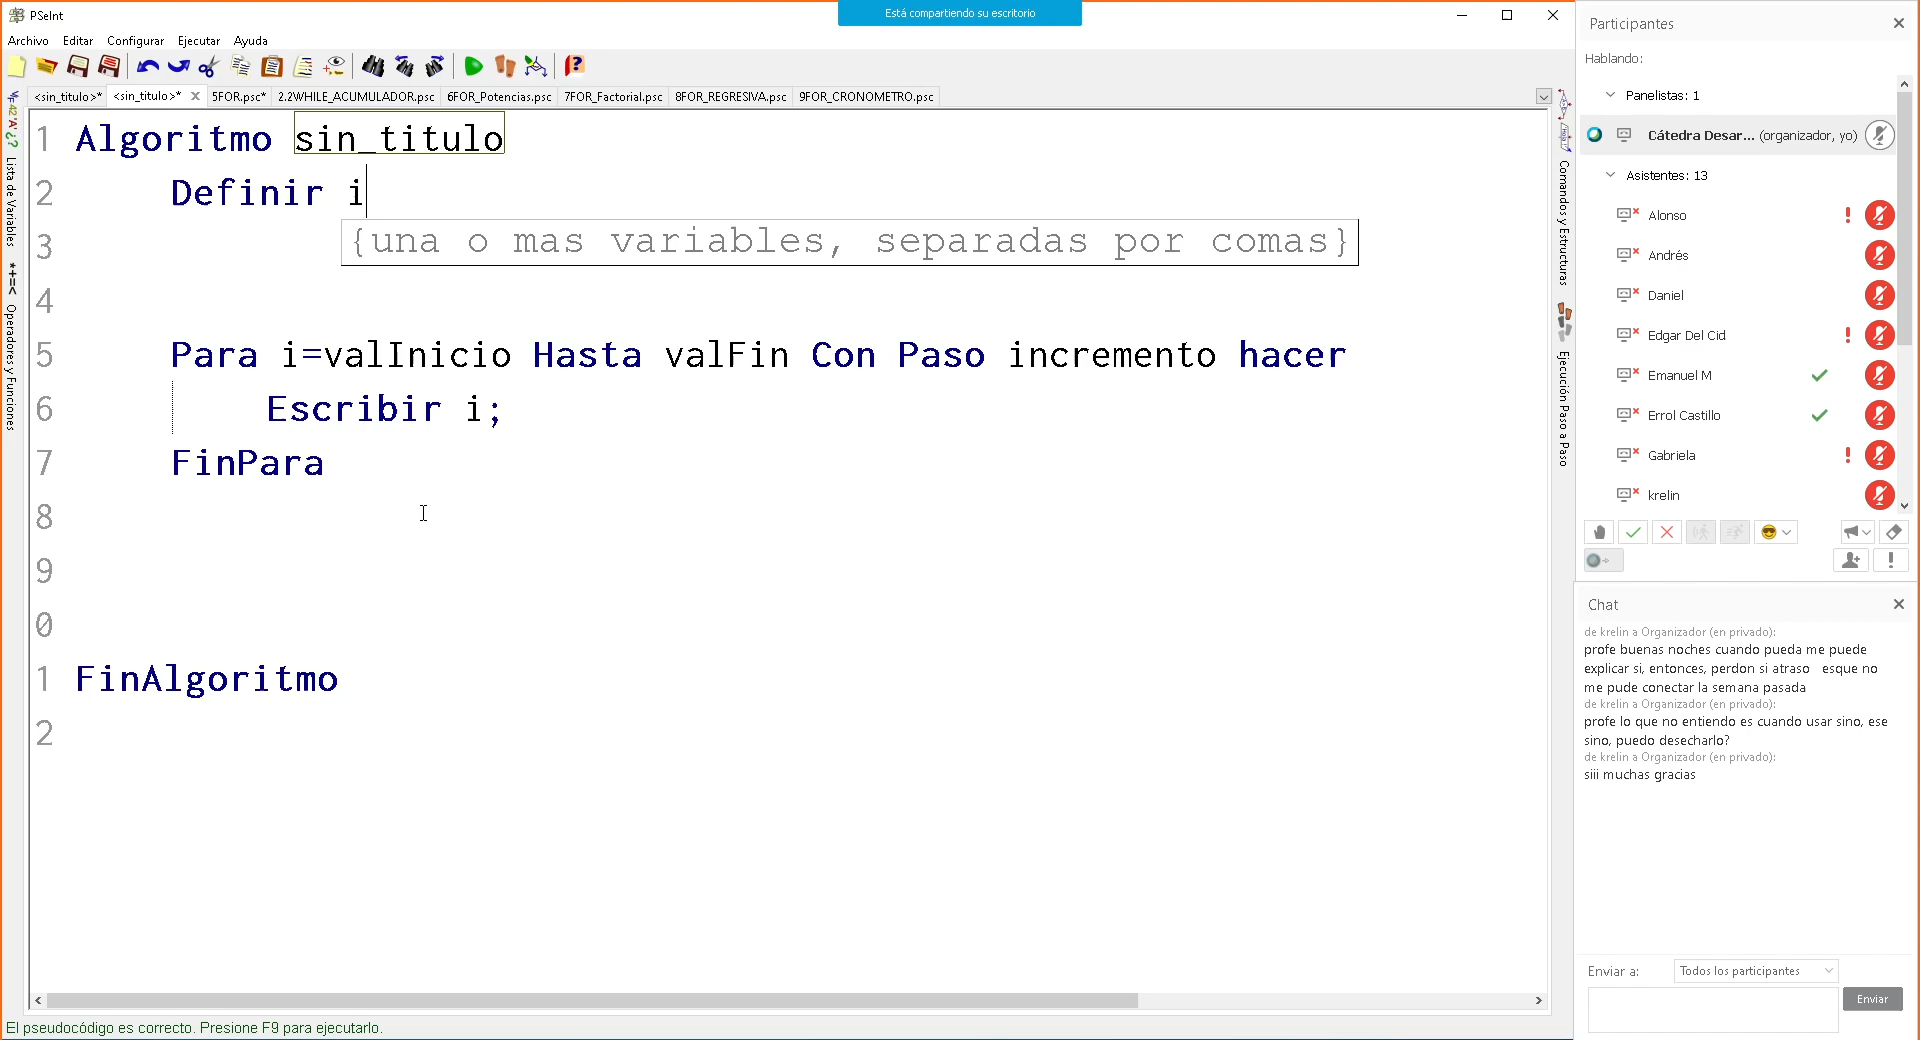 PSeInt
Está compartiendo su escritorio
Archivo Editar Configurar Ejecutar Ayuda
<sin_titulo>* <sin_titulo>* 5FOR.psc* 2.2WHILE_ACUMULADOR.psc 6FOR_Potencias.psc 7FOR_Factorial.psc 8FOR_REGRESIVA.psc 9FOR_CRONOMETRO.psc
Lista de Variables
*+=< Operadores y Funciones
1 Algoritmo sin_titulo
2 Definir i
{una o mas variables, separadas por comas}
3
4
5 Para i=valInicio Hasta valFin Con Paso incremento hacer
6 Escribir i;
7 FinPara
8
9
0
1 FinAlgoritmo
2
El pseudocódigo es correcto. Presione F9 para ejecutarlo.
Comandos y Estructuras
Ejecución Paso a Paso
Participantes
Hablando:
Panelistas: 1
Cátedra Desar... (organizador, yo)
Asistentes: 13
Alonso
Andrés
Daniel
Edgar Del Cid
Emanuel M
Errol Castillo
Gabriela
krelin
Chat
de krelin a Organizador (en privado):
profe buenas noches cuando pueda me puede
explicar si, entonces, perdon si atraso esque no
me pude conectar la semana pasada
de krelin a Organizador (en privado):
profe lo que no entiendo es cuando usar sino, ese
sino, puedo desecharlo?
de krelin a Organizador (en privado):
siii muchas gracias
Enviar a: Todos los participantes
Enviar